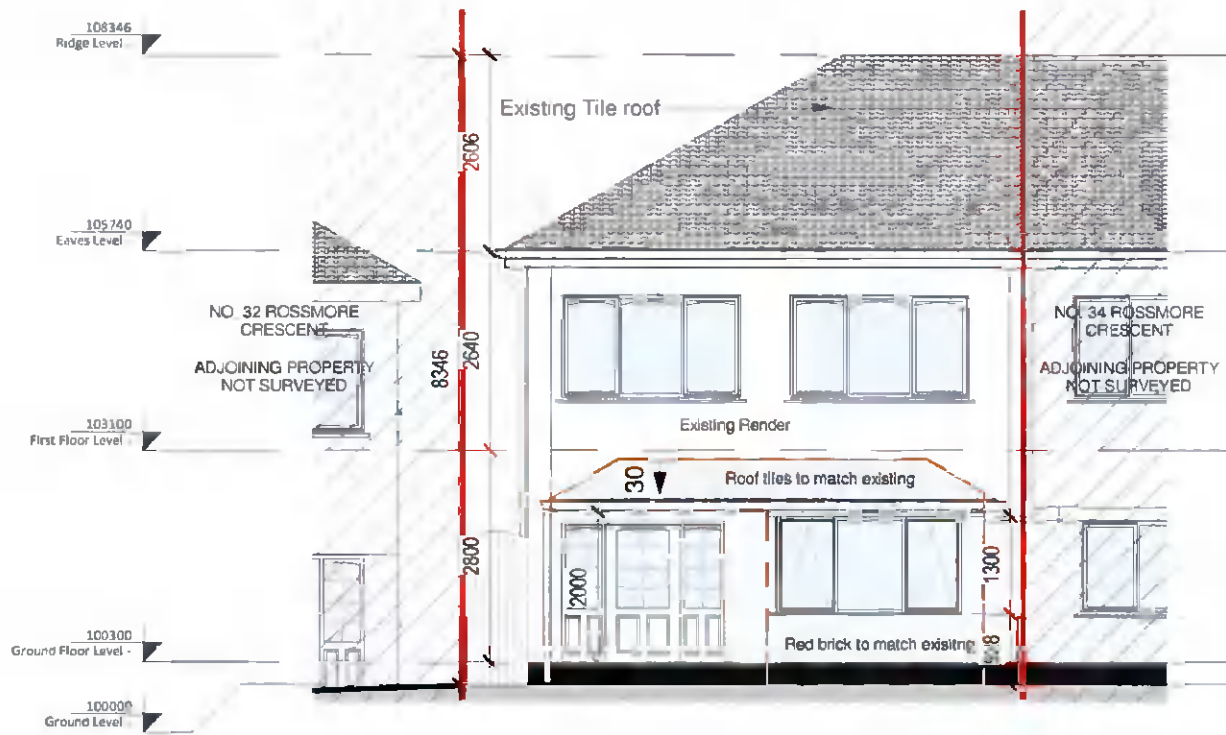 108346
Ridge Level
Existing Tile roof
2606
105740
Eaves Level
NO. 32 ROSSMORE
CRESCENT
ADJOINING PROPERTY
NOT SURVEYED
8346
2640
NO. 34 ROSSMORE
CRESCENT
ADJOINING PROPERTY
NOT SURVEYED
103100
First Floor Level
Existing Render
30
Roof tiles to match existing
2800
2000
1300
100300
Ground Floor Level -
Red brick to match exisitng
100000
Ground Level